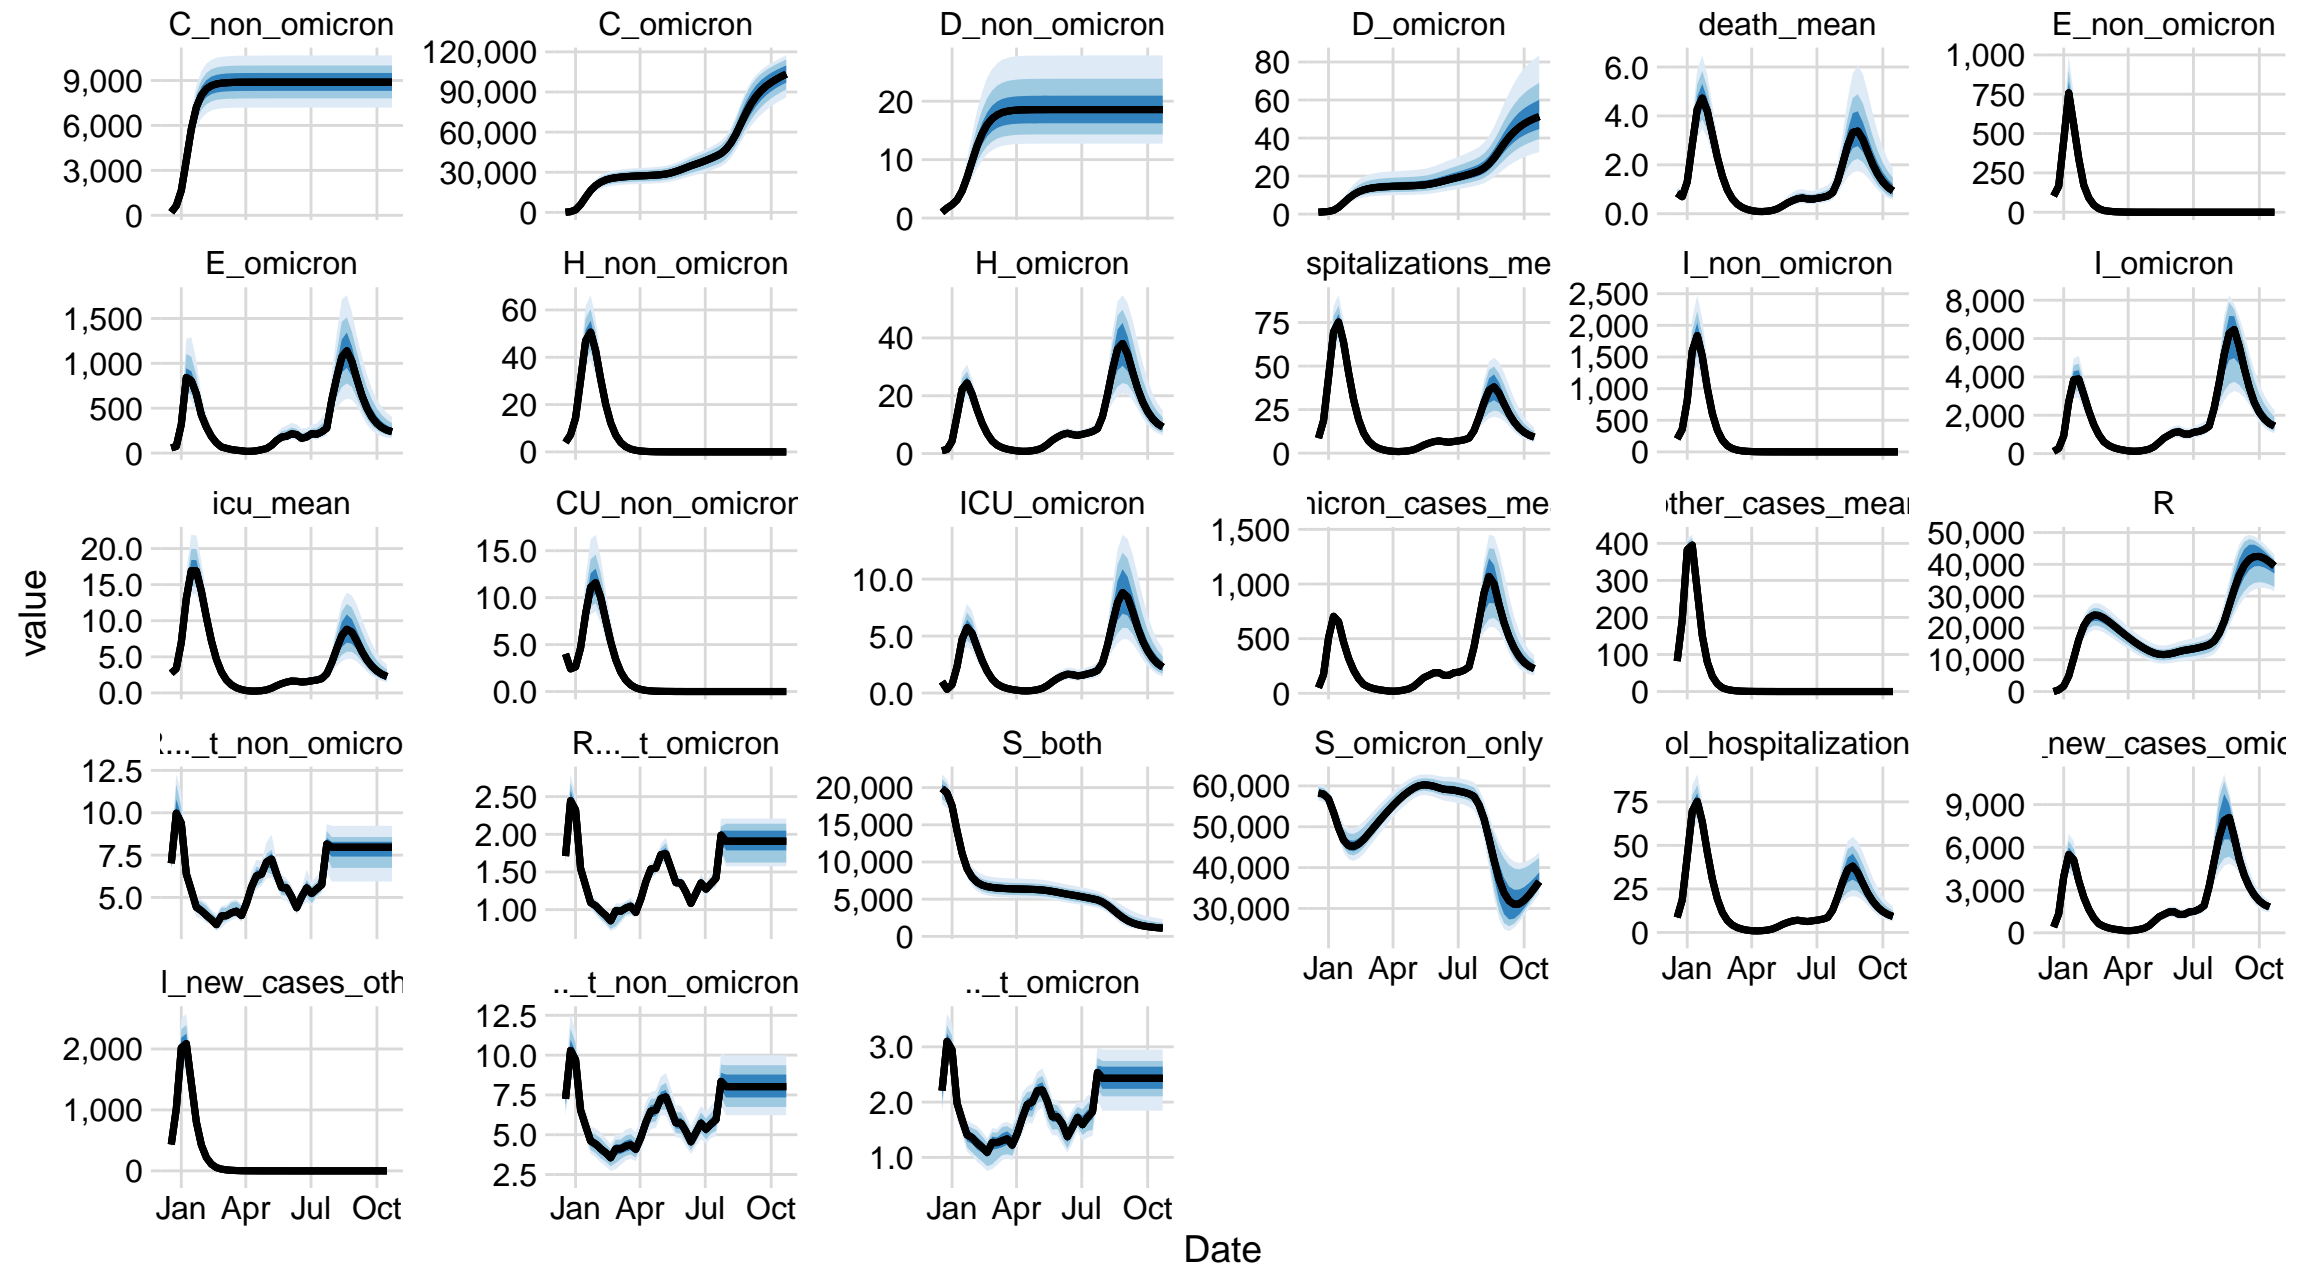 C_non_omicron C_omicron D_non_omicron D_omicron death_mean E_non_omicron
9,000 6,000 3,000 0
120,000 90,000 60,000 30,000 0
20 10 0
80 60 40 20 0
6.0 4.0 2.0 0.0
1,000 750 500 250 0
E_omicron H_non_omicron H_omicron spitalizations_me I_non_omicron I_omicron
1,500 1,000 500 0
60 40 20 0
40 20 0
75 50 25 0
2,500 2,000 1,500 1,000 500 0
8,000 6,000 4,000 2,000 0
icu_mean CU_non_omicron ICU_omicron icron_cases_me ther_cases_mea R
20.0 15.0 10.0 5.0 0.0
15.0 10.0 5.0 0.0
10.0 5.0 0.0
1,500 1,000 500 0
400 300 200 100 0
50,000 40,000 30,000 20,000 10,000 0
value
..._t_non_omicro R..._t_omicron S_both S_omicron_only ol_hospitalization _new_cases_omic
12.5 10.0 7.5 5.0
2.50 2.00 1.50 1.00
20,000 15,000 10,000 5,000 0
60,000 50,000 40,000 30,000
75 50 25 0
9,000 6,000 3,000 0
Jan Apr Jul Oct Jan Apr Jul Oct Jan Apr Jul Oct
l_new_cases_oth .._t_non_omicron .._t_omicron
2,000 1,000 0
12.5 10.0 7.5 5.0 2.5
3.0 2.0 1.0
Jan Apr Jul Oct Jan Apr Jul Oct Jan Apr Jul Oct
Date